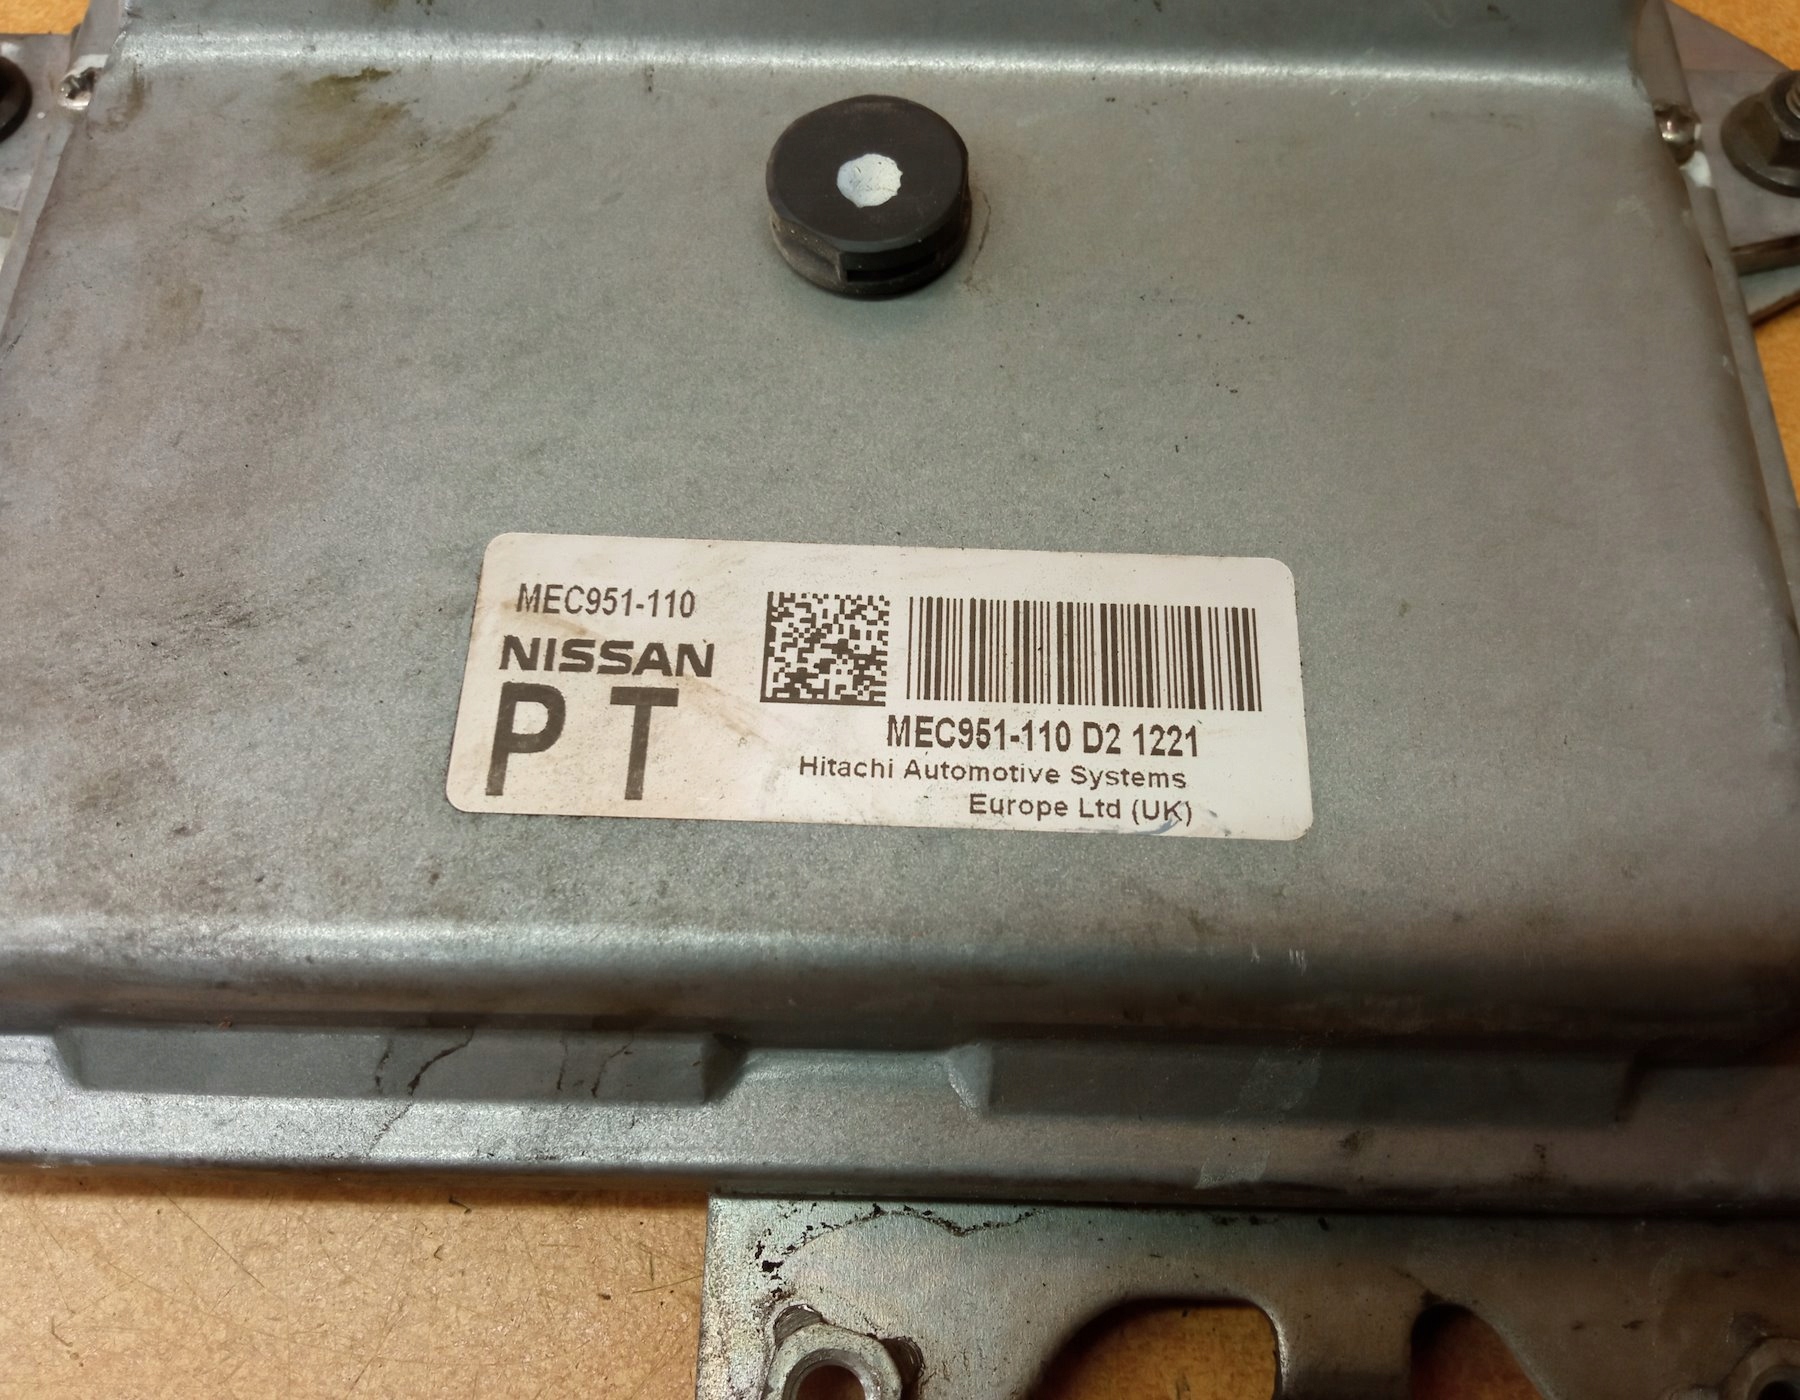 MEC951-110
NISSAN
PT
MEC951-110 D2 1221
Hitachi Automotive Systems
Europe Ltd (UK)